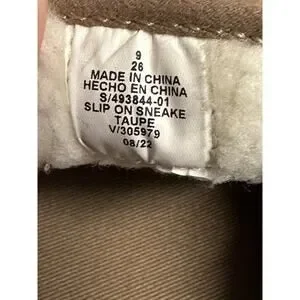 9
26
MADE IN CHINA
HECHO EN CHINA
S/493844-01
SLIP ON SNEAKE
TAUPE
V/305979
08/22